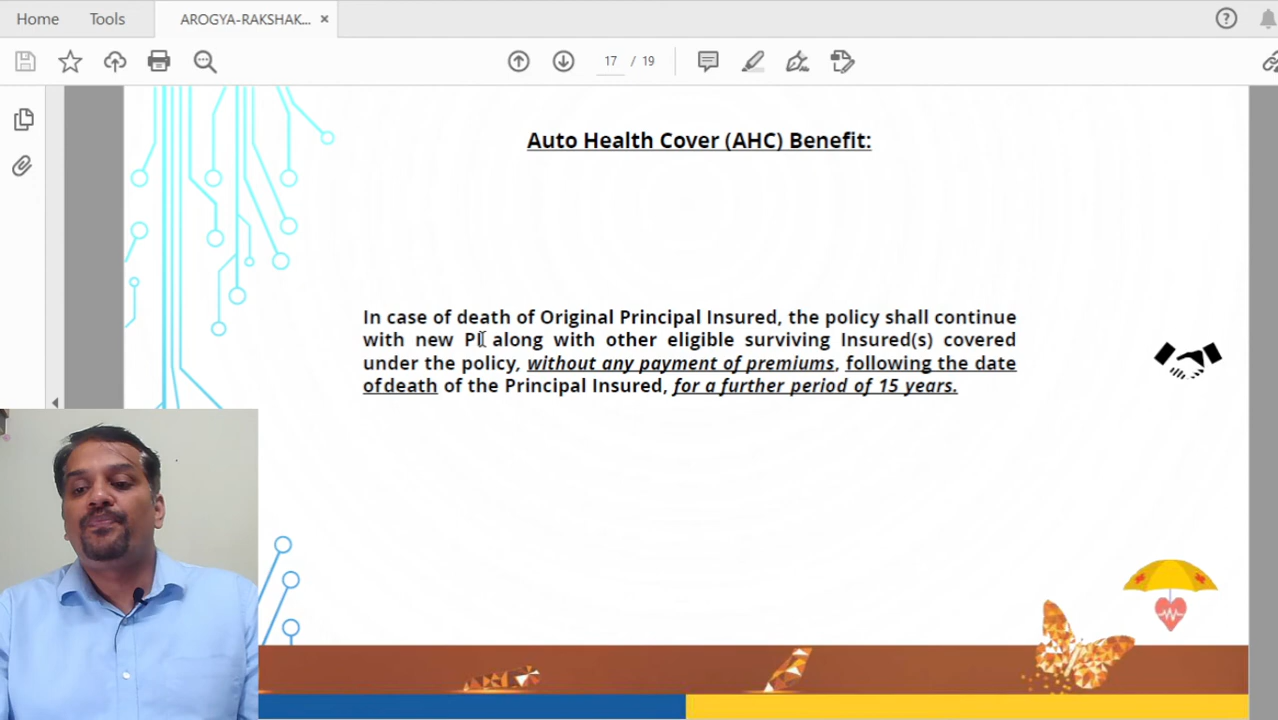 Home Tools AROGYA-RAKSHAK... ×
17 / 19
Auto Health Cover (AHC) Benefit:
In case of death of Original Principal Insured, the policy shall continue
with new PI along with other eligible surviving Insured(s) covered
under the policy, without any payment of premiums, following the date
ofdeath of the Principal Insured, for a further period of 15 years.